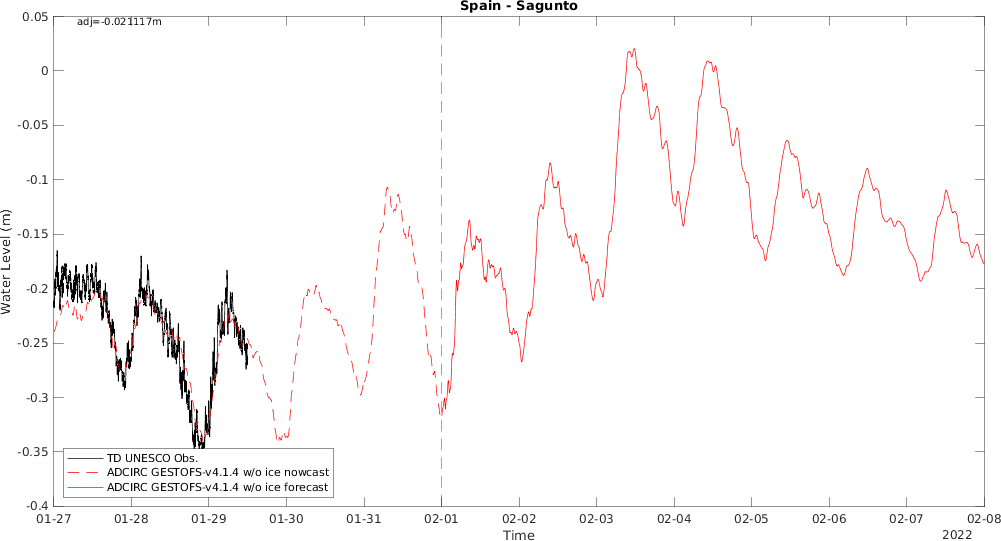 Spain - Sagunto
adj=-0.021117m
0.05
0
-0.05
-0.1
-0.15
-0.2
-0.25
-0.3
-0.35
-0.4
Water Level (m)
TD UNESCO Obs.
ADCIRC GESTOFS-v4.1.4 w/o ice nowcast
ADCIRC GESTOFS-v4.1.4 w/o ice forecast
01-27 01-28 01-29 01-30 01-31 02-01 02-02 02-03 02-04 02-05 02-06 02-07 02-08
Time
2022